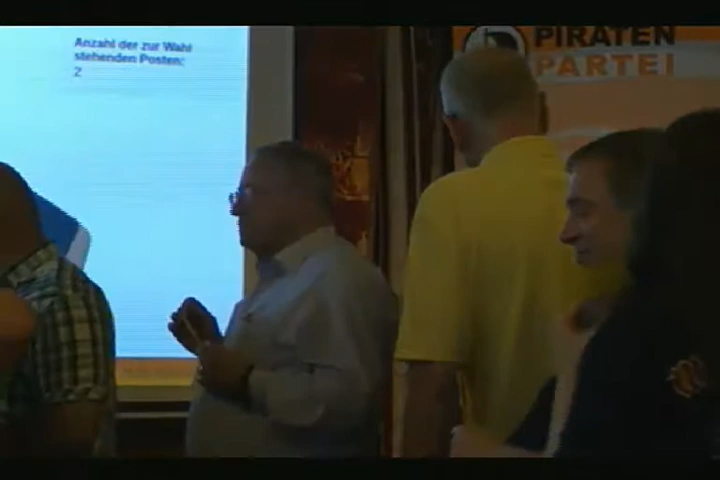 Anzahl der zur Wahl
stehenden Posten:
2
PIRATEN
PARTEI